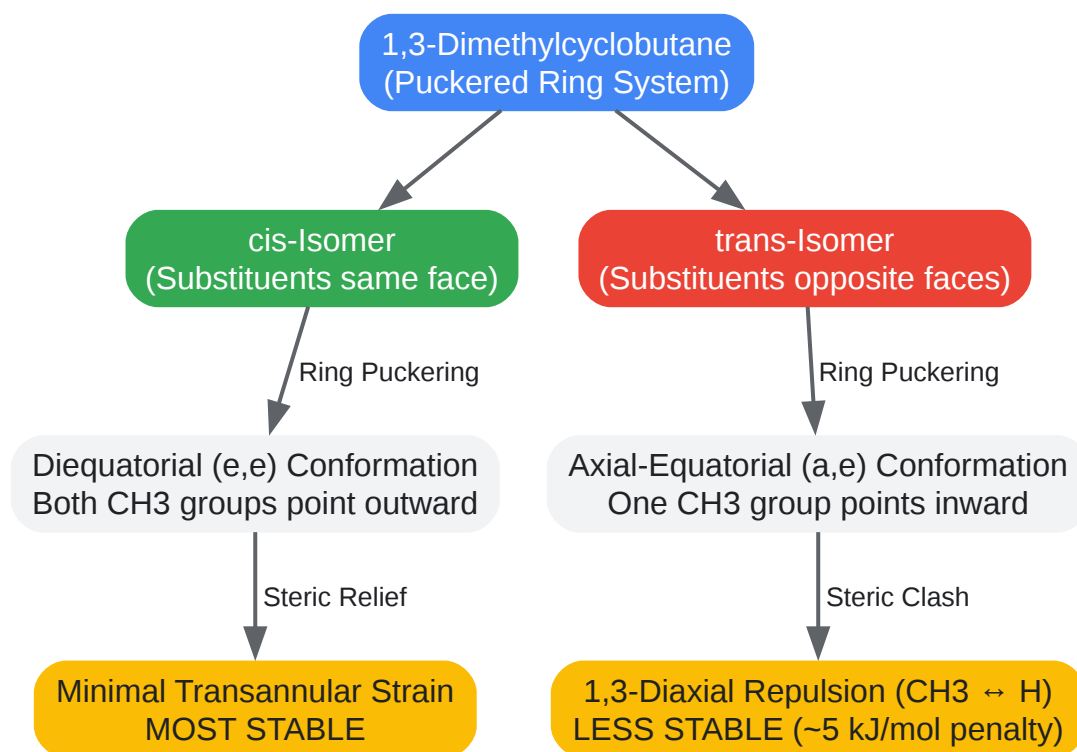 1,3-Dimethylcyclobutane
(Puckered Ring System)
cis-Isomer
(Substituents same face)
trans-Isomer
(Substituents opposite faces)
Ring Puckering
Ring Puckering
Diequatorial (e,e) Conformation
Both CH3 groups point outward
Axial-Equatorial (a,e) Conformation
One CH3 group points inward
Steric Relief
Steric Clash
Minimal Transannular Strain
MOST STABLE
1,3-Diaxial Repulsion (CH3 ↔ H)
LESS STABLE (~5 kJ/mol penalty)